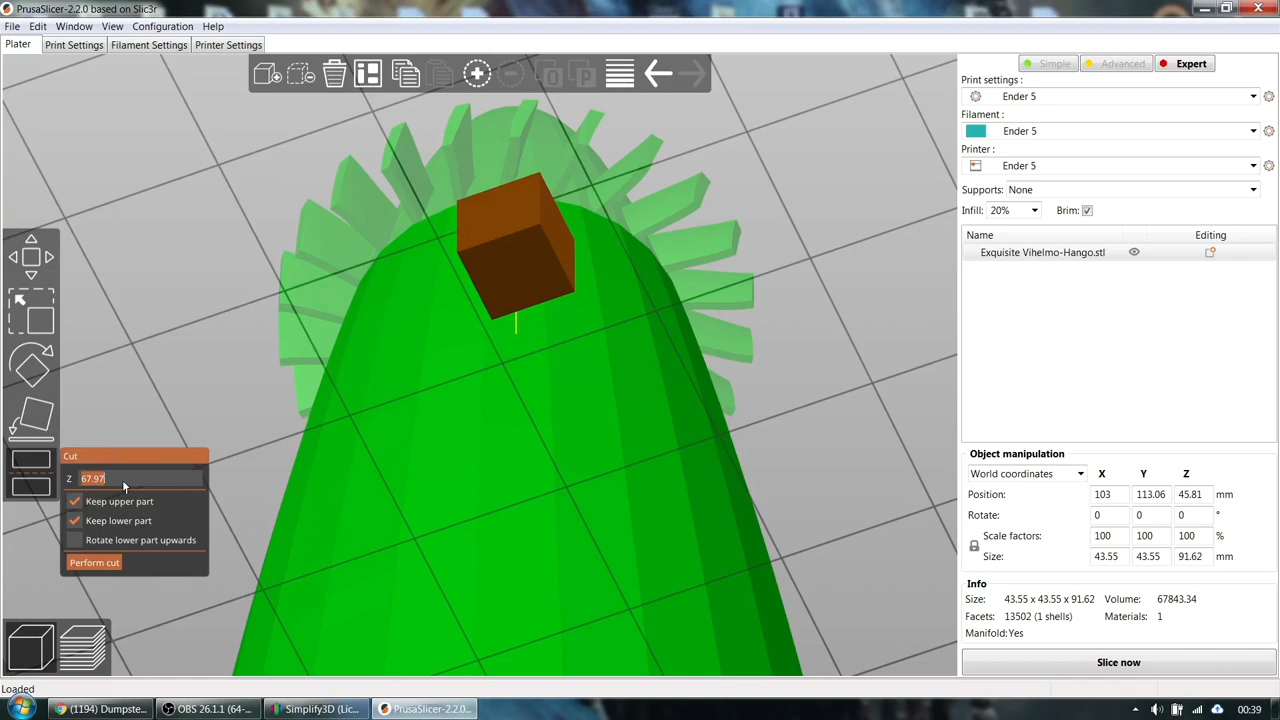 PrusaSlicer-2.2.0 based on Slic3r
File Edit Window View Configuration Help
Plater Print Settings Filament Settings Printer Settings
Simple Advanced Expert
Print settings :
Ender 5
Filament :
Ender 5
Printer :
Ender 5
Supports: None
Infill: 20% Brim:
Name Editing
Exquisite Vihelmo-Hango.stl
Cut
Z 67.97
Keep upper part
Keep lower part
Rotate lower part upwards
Perform cut
Object manipulation
World coordinates X Y Z
Position: 103 113.06 45.81 mm
Rotate: 0 0 0 °
Scale factors: 100 100 100 %
Size: 43.55 43.55 91.62 mm
Info
Size: 43.55 x 43.55 x 91.62 Volume: 67843.34
Facets: 13502 (1 shells) Materials: 1
Manifold: Yes
Slice now
Loaded
(1194) Dumpste... OBS 26.1.1 (64-... Simplify3D (Lic... PrusaSlicer-2.2.0... 00:39